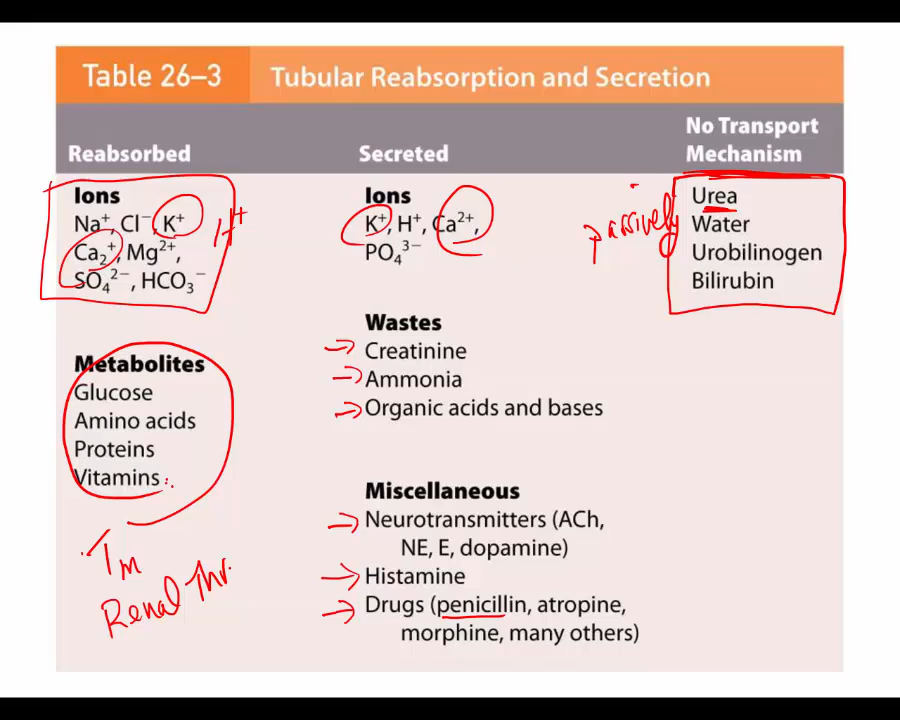 Table 26–3 Tubular Reabsorption and Secretion
Reabsorbed
Secreted
No Transport
Mechanism
Ions
Na⁺, Cl⁻, K⁺
Ca₂⁺, Mg²⁺,
SO₄²⁻, HCO₃⁻
H⁺
Metabolites
Glucose
Amino acids
Proteins
Vitamins
Tm
Renal Thr.
Ions
K⁺, H⁺, Ca²⁺,
PO₄³⁻
Wastes
Creatinine
Ammonia
Organic acids and bases
Miscellaneous
Neurotransmitters (ACh,
NE, E, dopamine)
Histamine
Drugs (penicillin, atropine,
morphine, many others)
passively
Urea
Water
Urobilinogen
Bilirubin